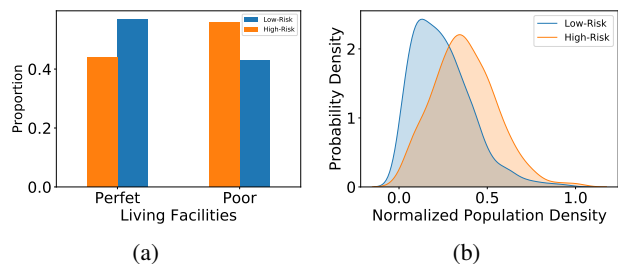 Low-Risk
High-Risk
Proportion
0.4
0.2
0.0
Perfet
Poor
Living Facilities
(a)
Low-Risk
High-Risk
Probability Density
2
1
0
0.0
0.5
1.0
Normalized Population Density
(b)